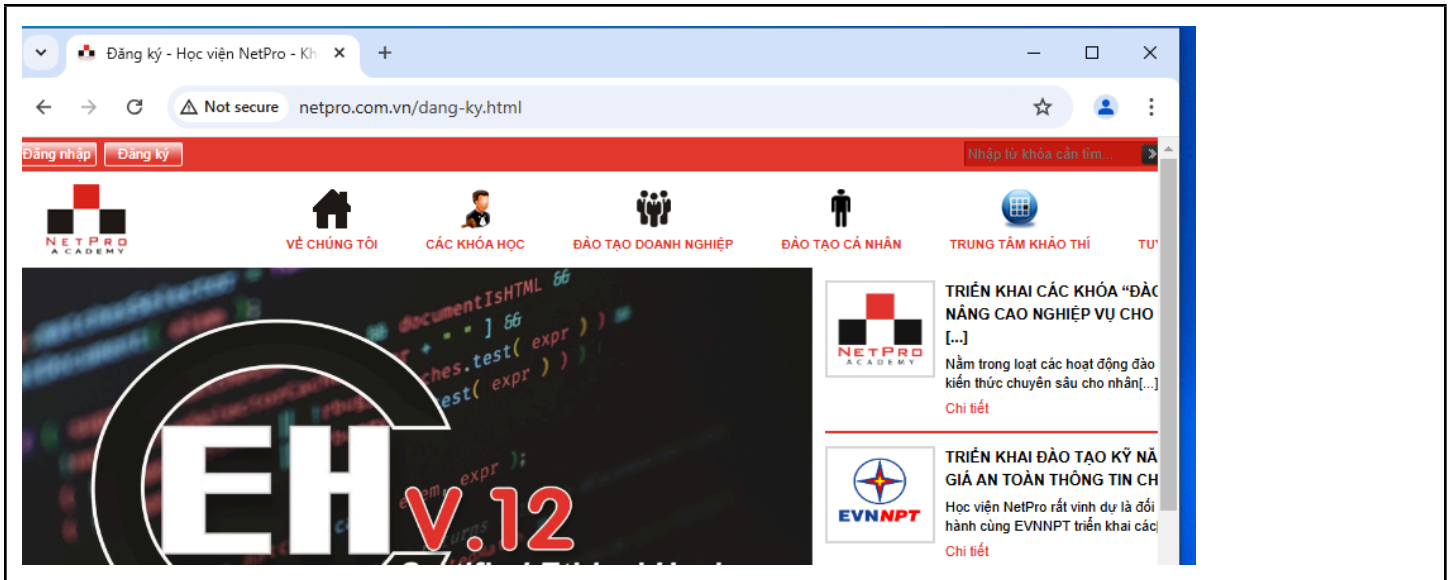 Đăng ký - Học viện NetPro - Kh
Not secure netpro.com.vn/dang-ky.html
Đăng nhập Đăng ký Nhập từ khóa cần tìm...
NETPRO
ACADEMY
VỀ CHÚNG TÔI CÁC KHÓA HỌC ĐÀO TẠO DOANH NGHIỆP ĐÀO TẠO CÁ NHÂN TRUNG TÂM KHẢO THÍ
documentIsHTML &&
&&
+ " " ] &&
ches.test( expr ) )
test( expr ) )
expr );
EH
V.12
TRIỂN KHAI CÁC KHÓA “ĐÀO
NÂNG CAO NGHIỆP VỤ CHO
[...]
NETPRO
ACADEMY
Nằm trong loạt các hoạt động đào
kiến thức chuyên sâu cho nhân[...]
Chi tiết
TRIỂN KHAI ĐÀO TẠO KỸ NĂ
GIÁ AN TOÀN THÔNG TIN CH
EVNNPT
Học viện NetPro rất vinh dự là đối
hành cùng EVNNPT triển khai các
Chi tiết